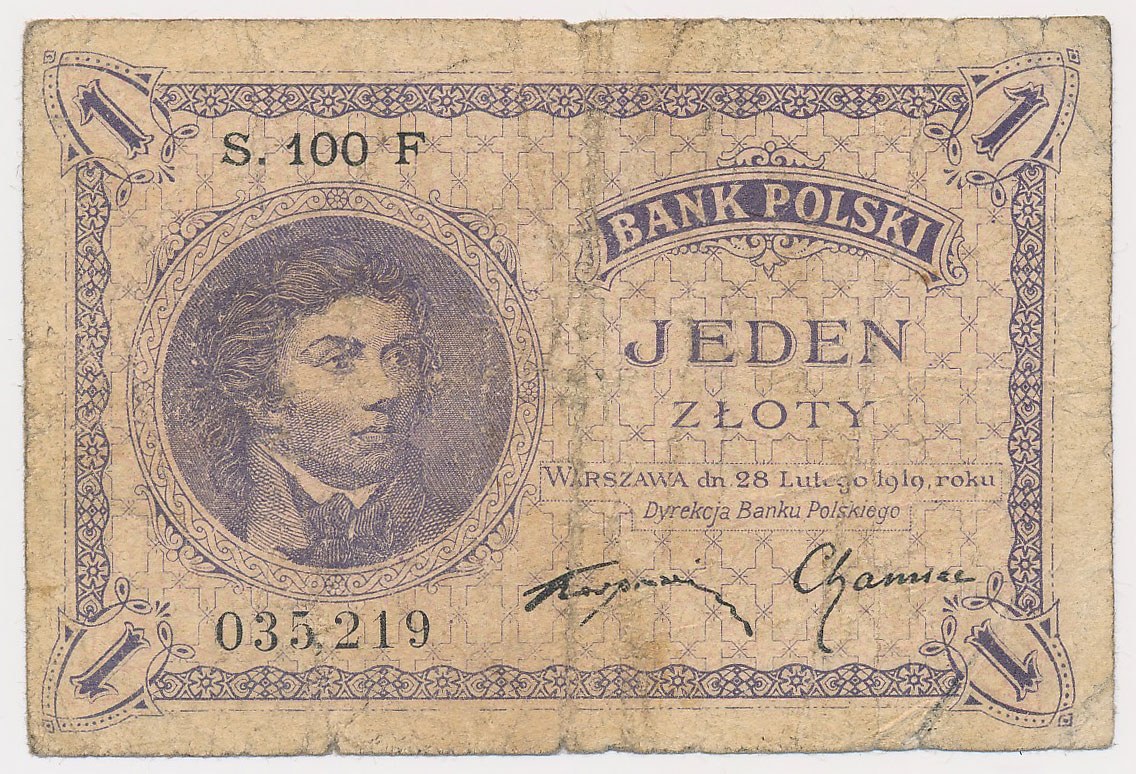 1
1
S. 100 F
BANK POLSKI
JEDEN
ZŁOTY
WARSZAWA dn. 28 Lutego 1919, roku
Dyrekcja Banku Polskiego
Chamiec
035,219
1
1